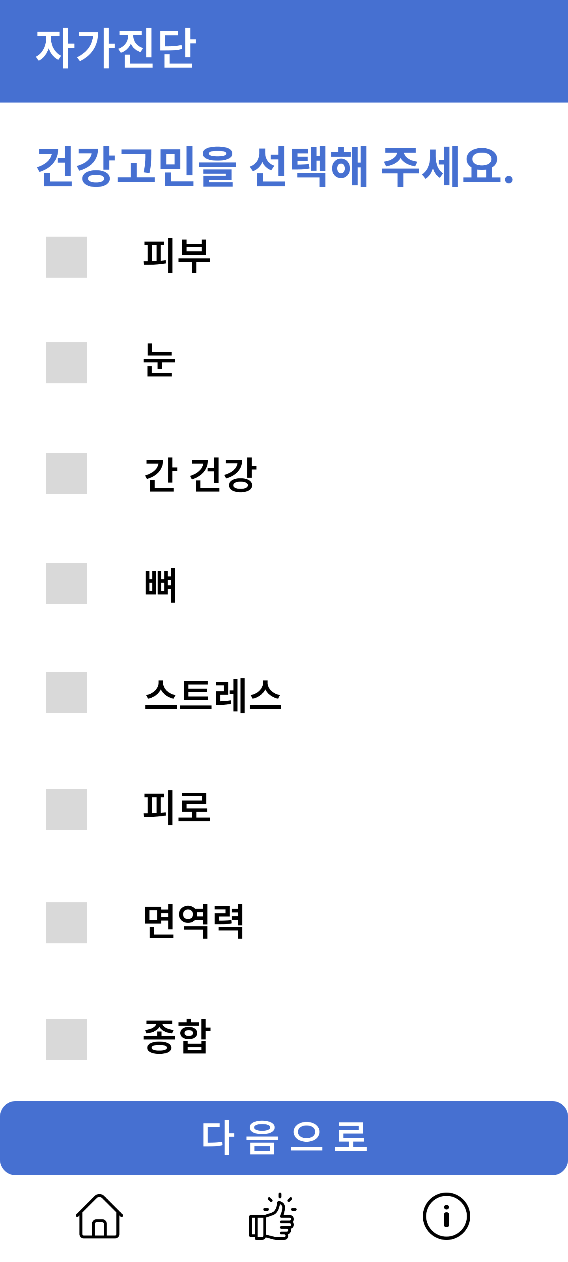 자가진단
건강고민을 선택해 주세요.
피부
눈
간 건강
뼈
스트레스
피로
면역력
종합
다음으로